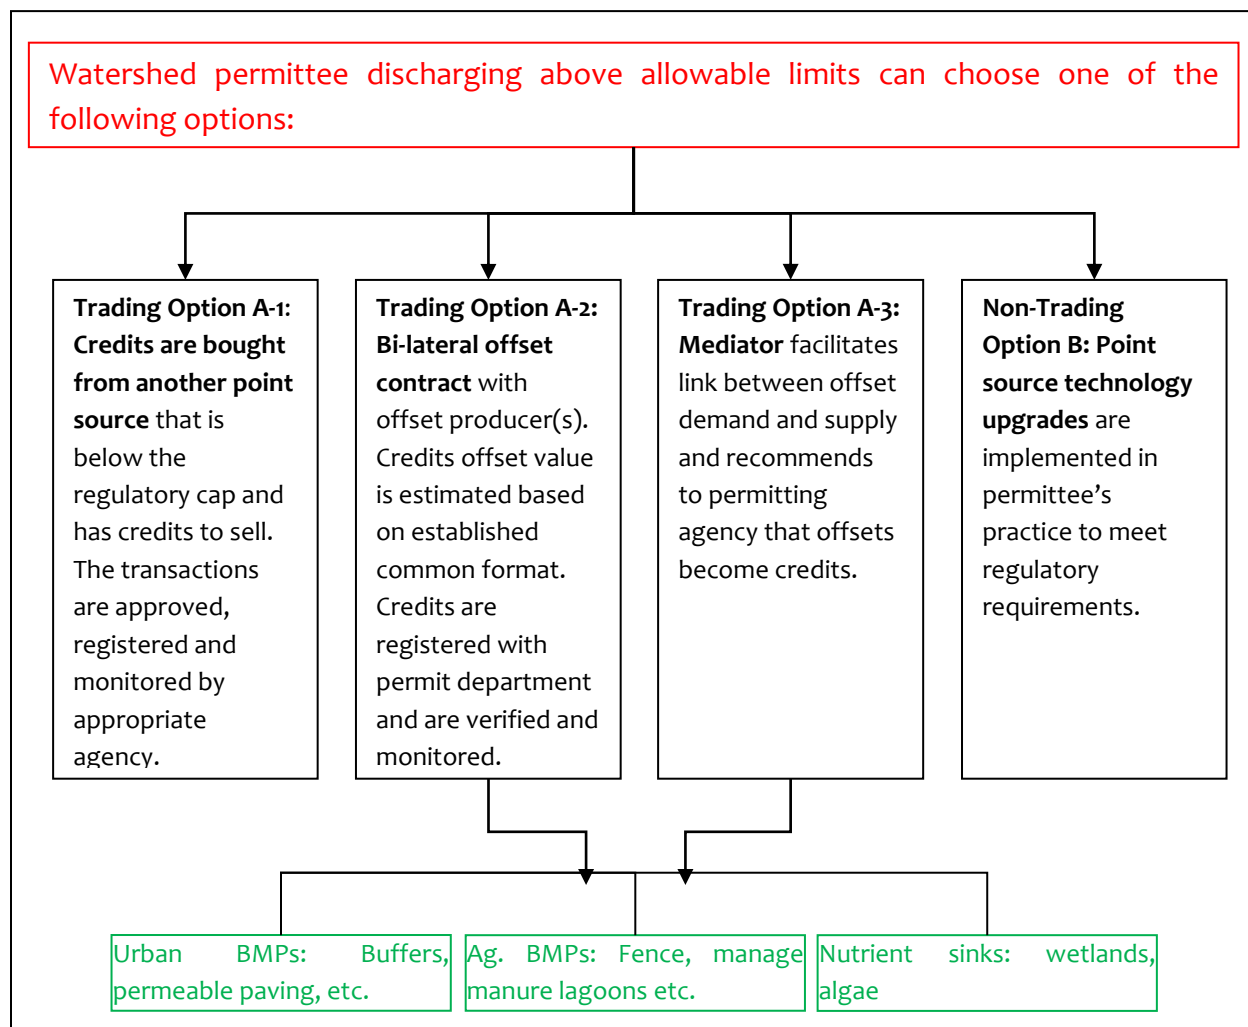 Watershed permittee discharging above allowable limits can choose one of the
following options:
Trading Option A-1:
Credits are bought
from another point
source that is
below the
regulatory cap and
has credits to sell.
The transactions
are approved,
registered and
monitored by
appropriate
agency.
Trading Option A-2:
Bi-lateral offset
contract with
offset producer(s).
Credits offset value
is estimated based
on established
common format.
Credits are
registered with
permit department
and are verified and
monitored.
Trading Option A-3:
Mediator facilitates
link between offset
demand and supply
and recommends
to permitting
agency that offsets
become credits.
Non-Trading
Option B: Point
source technology
upgrades are
implemented in
permittee’s
practice to meet
regulatory
requirements.
Urban BMPs: Buffers,
permeable paving, etc.
Ag. BMPs: Fence, manage
manure lagoons etc.
Nutrient sinks: wetlands,
algae